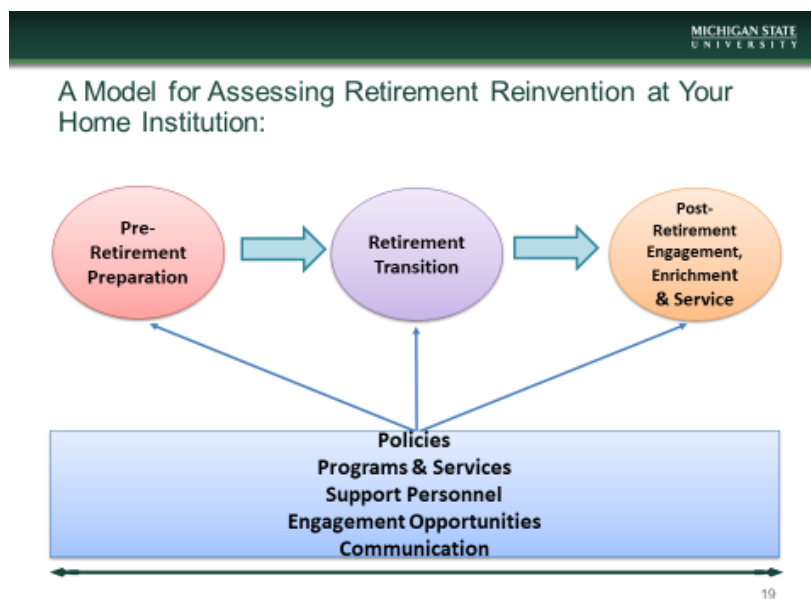 MICHIGAN STATE
UNIVERSITY
A Model for Assessing Retirement Reinvention at Your
Home Institution:
Pre-
Retirement
Preparation
Retirement
Transition
Post-
Retirement
Engagement,
Enrichment
& Service
Policies
Programs & Services
Support Personnel
Engagement Opportunities
Communication
19